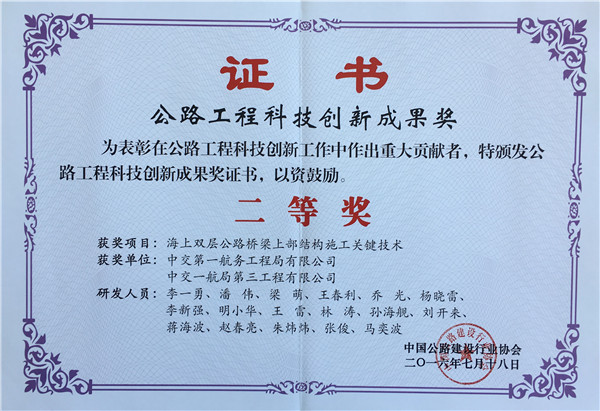 证书
公路工程科技创新成果奖
为表彰在公路工程科技创新工作中作出重大贡献者，特颁发公
路工程科技创新成果奖证书，以资鼓励。
二等奖
获奖项目：海上双层公路桥梁上部结构施工关键技术
获奖单位：中交第一航务工程局有限公司
中交一航局第三工程有限公司
研发人员：李一勇、潘 伟、梁 萌、王春利、乔 光、杨晓雷、
李新强、明小华、王 雷、林 涛、孙海舰、刘开来、
蒋海波、赵春亮、朱炜炜、张俊、马奕波
中国公路建设行业协会
二〇一六年七月十八日